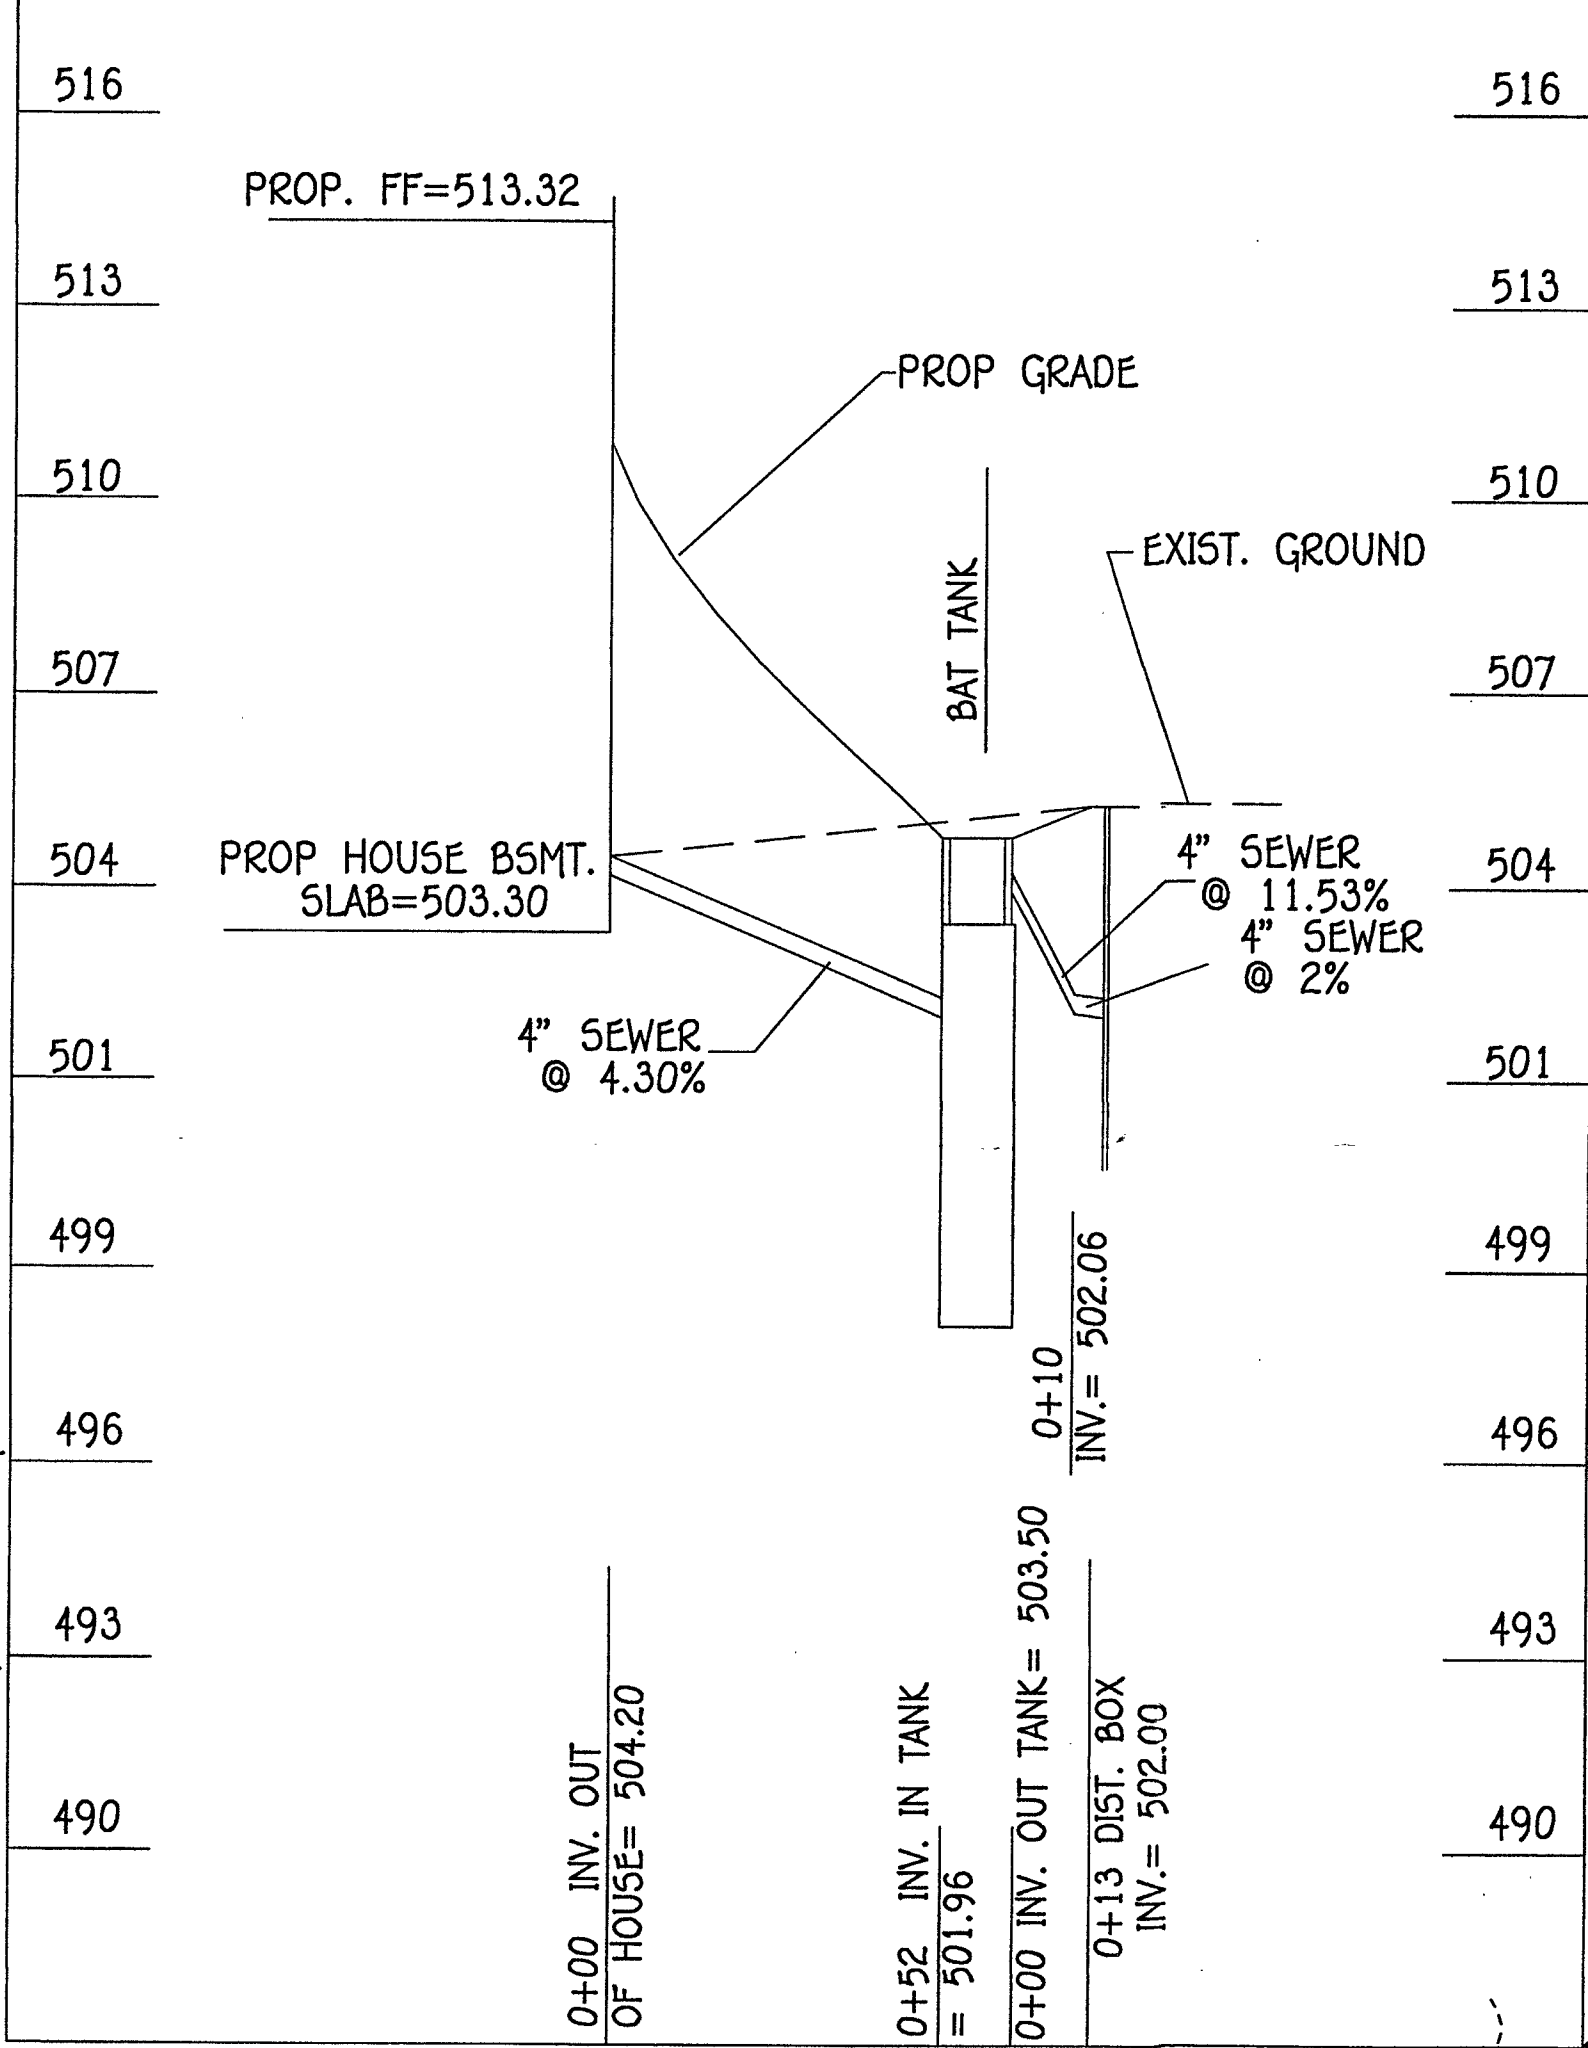 516
516
PROP. FF=513.32
513
513
PROP GRADE
510
510
EXIST. GROUND
BAT TANK
507
507
PROP HOUSE BSMT.
SLAB=503.30
504
504
4" SEWER
@ 11.53%
4" SEWER
@ 2%
4" SEWER
@ 4.30%
501
501
499
499
0+10
INV.= 502.06
496
496
493
493
490
490
0+00 INV. OUT
OF HOUSE= 504.20
0+52 INV. IN TANK
= 501.96
0+00 INV. OUT TANK= 503.50
0+13 DIST. BOX
INV.= 502.00